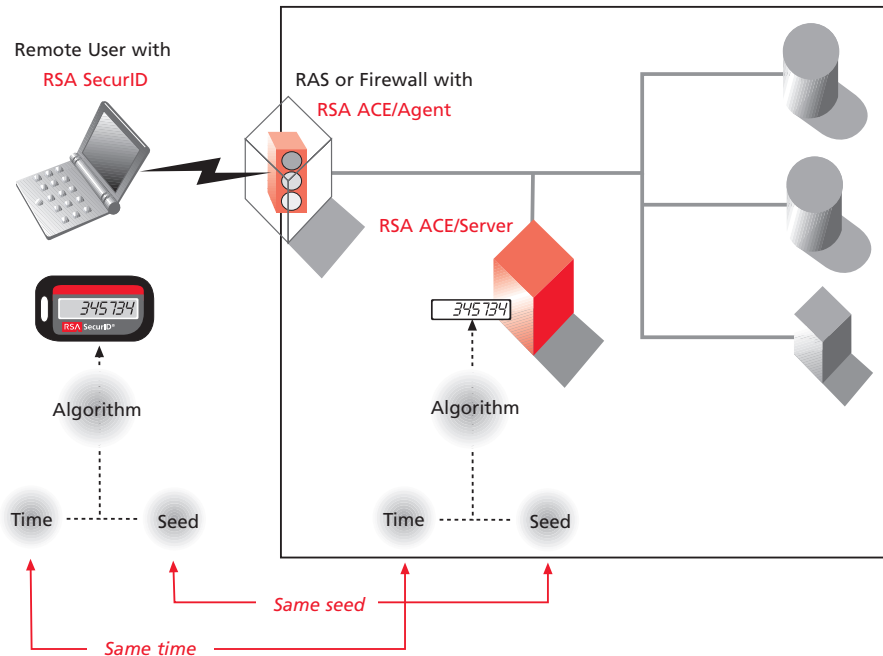 Remote User with
RSA SecurID
RAS or Firewall with
RSA ACE/Agent
RSA ACE/Server
345734
RSA SecurID®
345734
Algorithm
Algorithm
Time
Seed
Time
Seed
Same seed
Same time